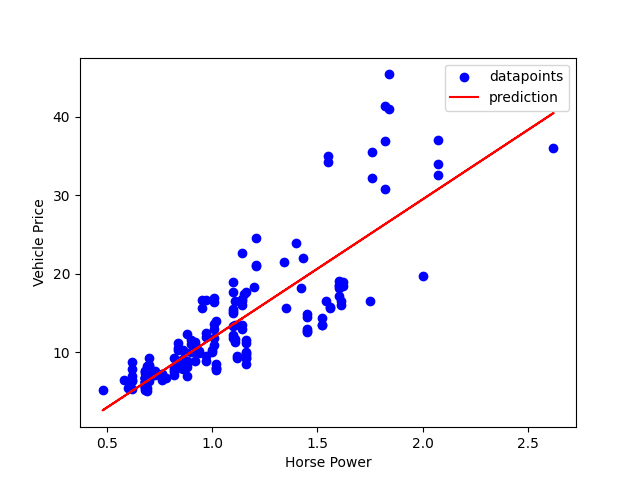 datapoints
prediction
40
30
20
10
Vehicle Price
0.5 1.0 1.5 2.0 2.5
Horse Power